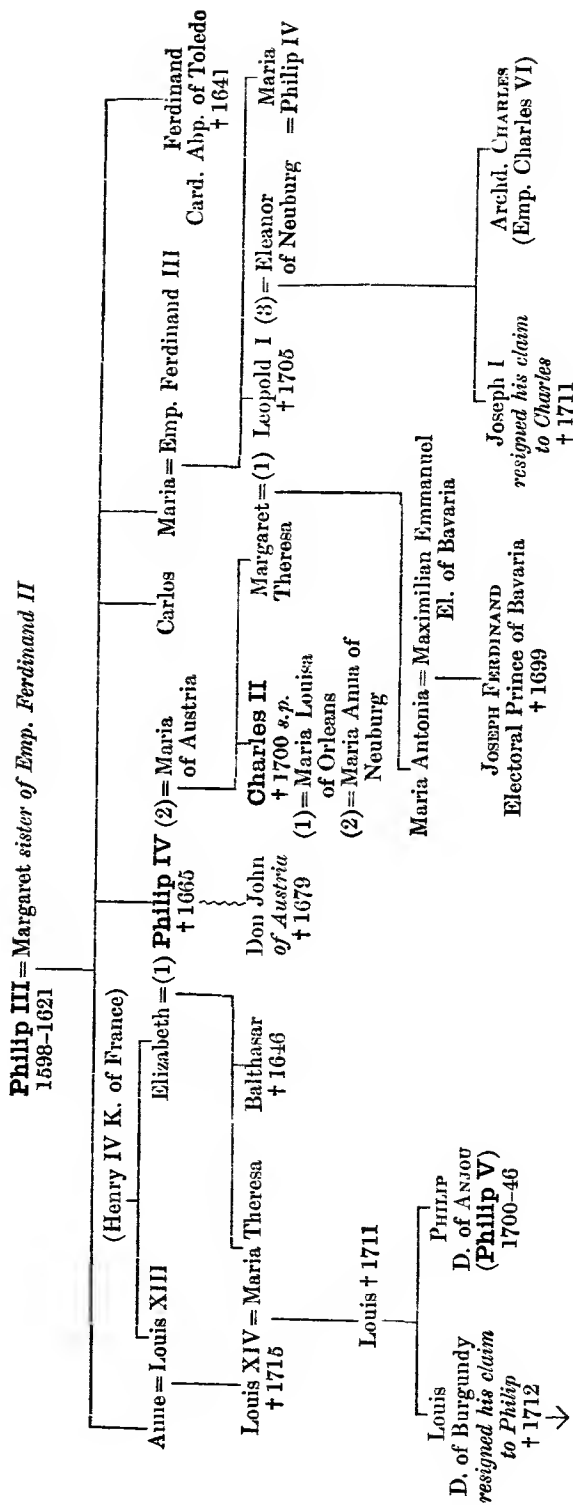 Philip III = Margaret sister of Emp. Ferdinand II
1598–1621
(Henry IV K. of France)
Anne = Louis XIII
Elizabeth = (1) Philip IV (2) = Maria
† 1665
of Austria
Carlos
Maria = Emp. Ferdinand III
Ferdinand
Card. Abp. of Toledo
† 1641
Louis XIV = Maria Theresa
† 1715
Balthasar
† 1646
Don John
of Austria
† 1679
Charles II
† 1700 s.p.
(1) = Maria Louisa
of Orleans
(2) = Maria Anna of
Neuburg
Margaret = (1) Leopold I (3) = Eleanor
Theresa
† 1705
of Neuburg
Maria
= Philip IV
Louis † 1711
Maria Antonia = Maximilian Emmanuel
El. of Bavaria
Louis
D. of Burgundy
resigned his claim
to Philip
† 1712
PHILIP
D. of ANJOU
(Philip V)
1700–46
JOSEPH FERDINAND
Electoral Prince of Bavaria
† 1699
Joseph I
resigned his claim
to Charles
† 1711
Archd. CHARLES
(Emp. Charles VI)